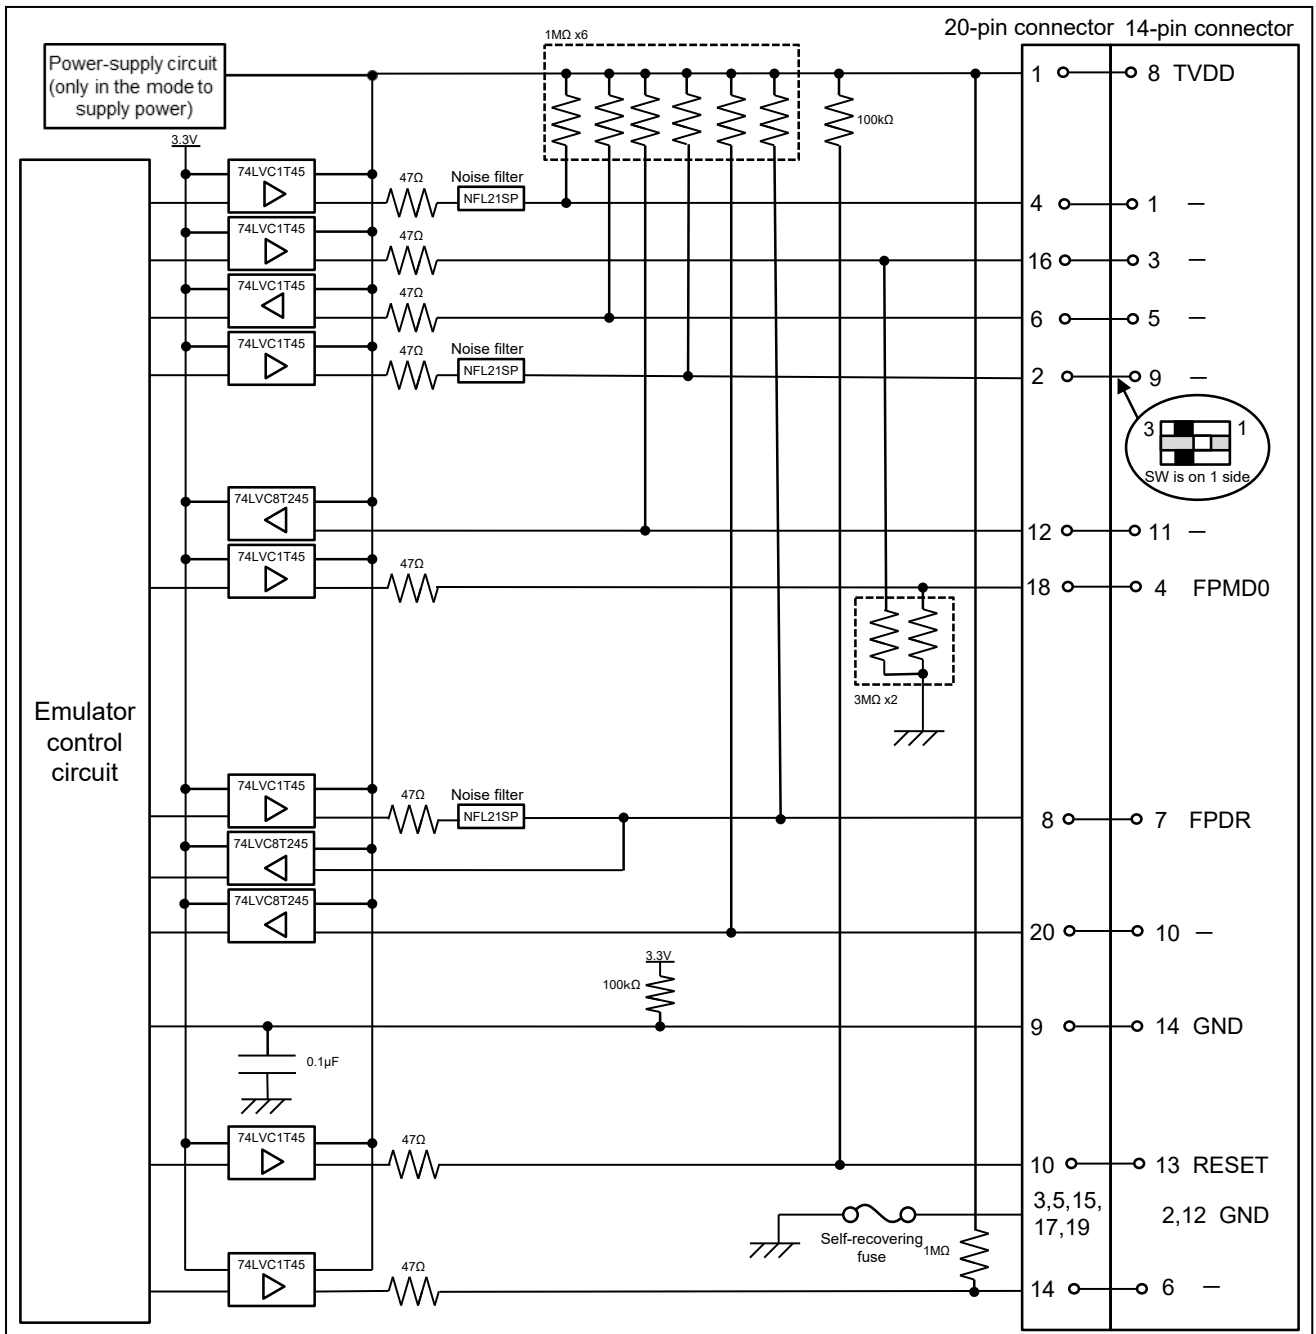 20-pin connector 14-pin connector
1MΩ x6
Power-supply circuit
(only in the mode to
supply power)
1 8 TVDD
100kΩ
3.3V
74LVC1T45
47Ω Noise filter
NFL21SP
4 1 —
74LVC1T45
47Ω
16 3 —
74LVC1T45
47Ω
6 5 —
74LVC1T45
47Ω Noise filter
NFL21SP
2 9 —
3 1
SW is on 1 side
74LVC8T245
12 11 —
74LVC1T45
47Ω
18 4 FPMD0
3MΩ x2
Emulator
control
circuit
74LVC1T45
47Ω Noise filter
NFL21SP
8 7 FPDR
74LVC8T245
74LVC8T245
20 10 —
3.3V
100kΩ
9 14 GND
0.1µF
74LVC1T45
47Ω
10 13 RESET
3,5,15,
17,19
2,12 GND
Self-recovering
fuse
1MΩ
74LVC1T45
47Ω
14 6 —